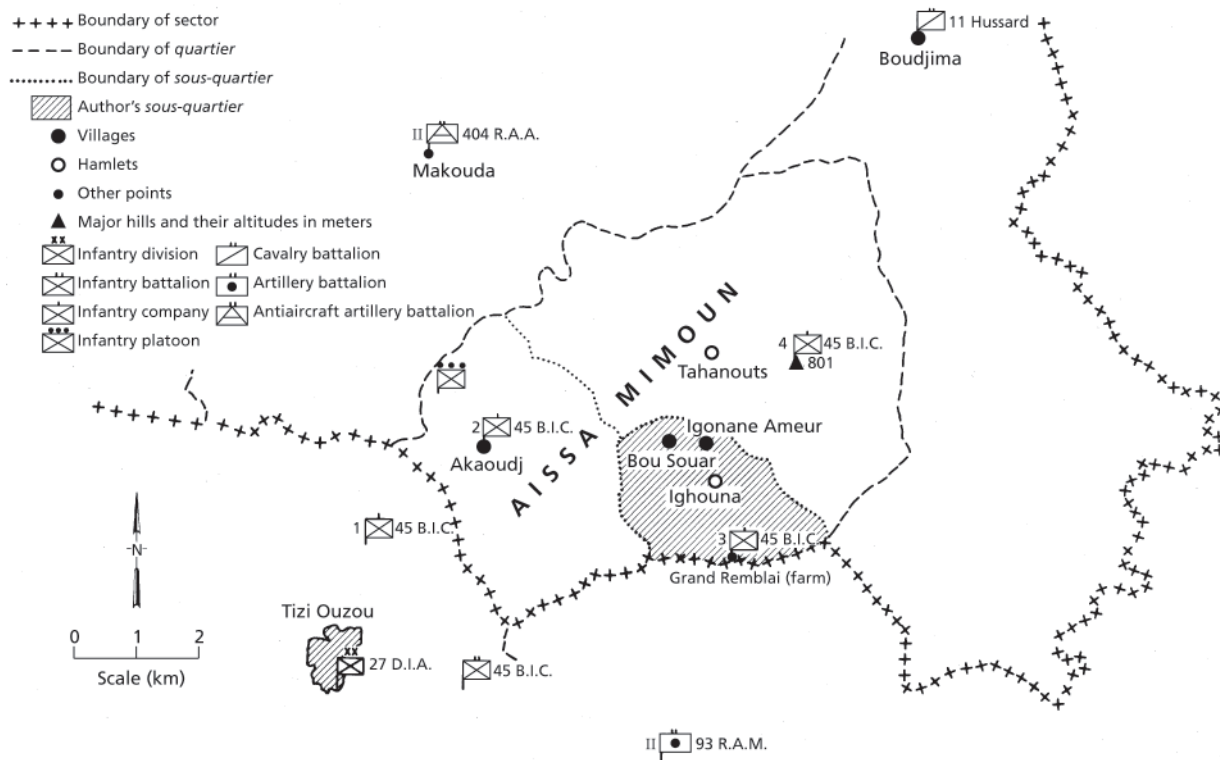 Boundary of sector
Boundary of quartier
Boundary of sous-quartier
Author's sous-quartier
Villages
Hamlets
Other points
Major hills and their altitudes in meters
Infantry division
Cavalry battalion
Infantry battalion
Artillery battalion
Infantry company
Antiaircraft artillery battalion
Infantry platoon
11 Hussard
Boudjima
II 404 R.A.A.
Makouda
AISSA MIMOUN
4 45 B.I.C.
801
Tahanouts
2 45 B.I.C.
Akaoudj
Igonane Ameur
Bou Souar
Ighouna
1 45 B.I.C.
3 45 B.I.C.
Grand Remblai (farm)
-N-
0 1 2
Scale (km)
Tizi Ouzou
27 D.I.A.
45 B.I.C.
II 93 R.A.M.